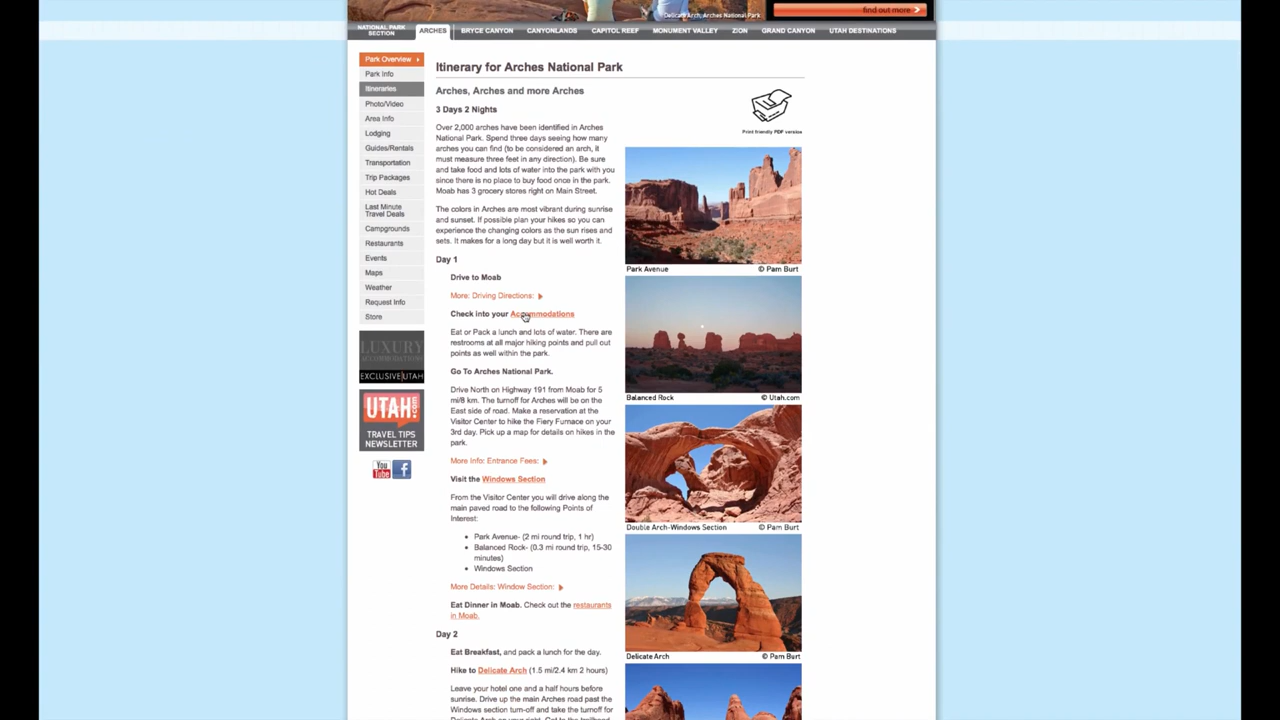 Delicate Arch, Arches National Park
find out more
NATIONAL PARK
SECTION
ARCHES
BRYCE CANYON
CANYONLANDS
CAPITOL REEF
MONUMENT VALLEY
ZION
GRAND CANYON
UTAH DESTINATIONS
Park Overview
Park Info
Itineraries
Photo/Video
Area Info
Lodging
Guides/Rentals
Transportation
Trip Packages
Hot Deals
Last Minute
Travel Deals
Campgrounds
Restaurants
Events
Maps
Weather
Request Info
Store
LUXURY
ACCOMMODATIONS
EXCLUSIVE UTAH
UTAH.com
TRAVEL TIPS
NEWSLETTER
You
Tube
f
Itinerary for Arches National Park
Arches, Arches and more Arches
3 Days 2 Nights
Over 2,000 arches have been identified in Arches
National Park. Spend three days seeing how many
arches you can find (to be considered an arch, it
must measure three feet in any direction). Be sure
and take food and lots of water into the park with you
since there is no place to buy food once in the park.
Moab has 3 grocery stores right on Main Street.
The colors in Arches are most vibrant during sunrise
and sunset. If possible plan your hikes so you can
experience the changing colors as the sun rises and
sets. It makes for a long day but it is well worth it.
Day 1
Drive to Moab
More: Driving Directions:
Check into your Accommodations
Eat or Pack a lunch and lots of water. There are
restrooms at all major hiking points and pull out
points as well within the park.
Go To Arches National Park.
Drive North on Highway 191 from Moab for 5
mi/8 km. The turnoff for Arches will be on the
East side of road. Make a reservation at the
Visitor Center to hike the Fiery Furnace on your
3rd day. Pick up a map for details on hikes in the
park.
More Info: Entrance Fees:
Visit the Windows Section
From the Visitor Center you will drive along the
main paved road to the following Points of
Interest:
• Park Avenue- (2 mi round trip, 1 hr)
• Balanced Rock- (0.3 mi round trip, 15-30
minutes)
• Windows Section
More Details: Window Section:
Eat Dinner in Moab. Check out the restaurants
in Moab.
Day 2
Eat Breakfast, and pack a lunch for the day.
Hike to Delicate Arch (1.5 mi/2.4 km 2 hours)
Leave your hotel one and a half hours before
sunrise. Drive up the main Arches road past the
Windows section turn-off and take the turnoff for
Delicate Arch on your right. Get to the trailhead
Print friendly PDF version
Park Avenue © Pam Burt
Balanced Rock © Utah.com
Double Arch-Windows Section © Pam Burt
Delicate Arch © Pam Burt